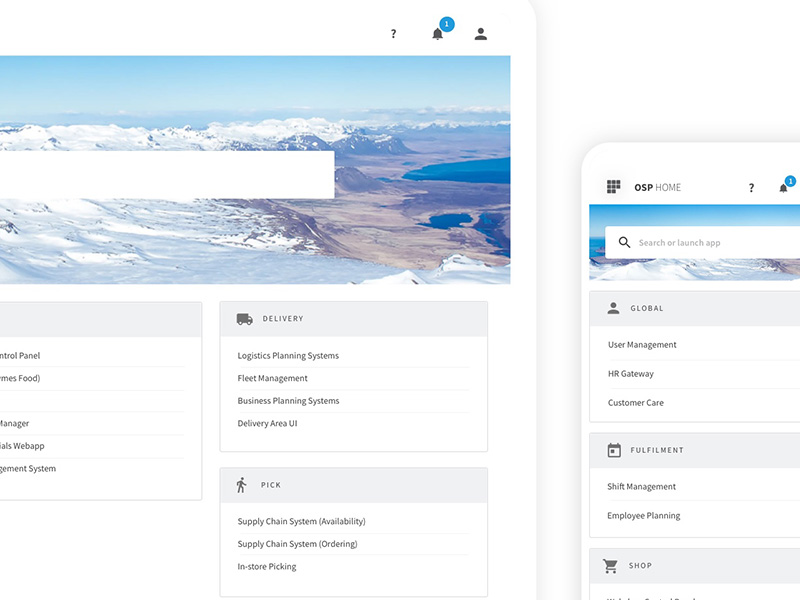 ?
1
ntrol Panel
mes Food)
Manager
ials Webapp
gement System
DELIVERY
Logistics Planning Systems
Fleet Management
Business Planning Systems
Delivery Area UI
PICK
Supply Chain System (Availability)
Supply Chain System (Ordering)
In-store Picking
OSP HOME
?
1
Search or launch app
GLOBAL
User Management
HR Gateway
Customer Care
FULFILMENT
Shift Management
Employee Planning
SHOP